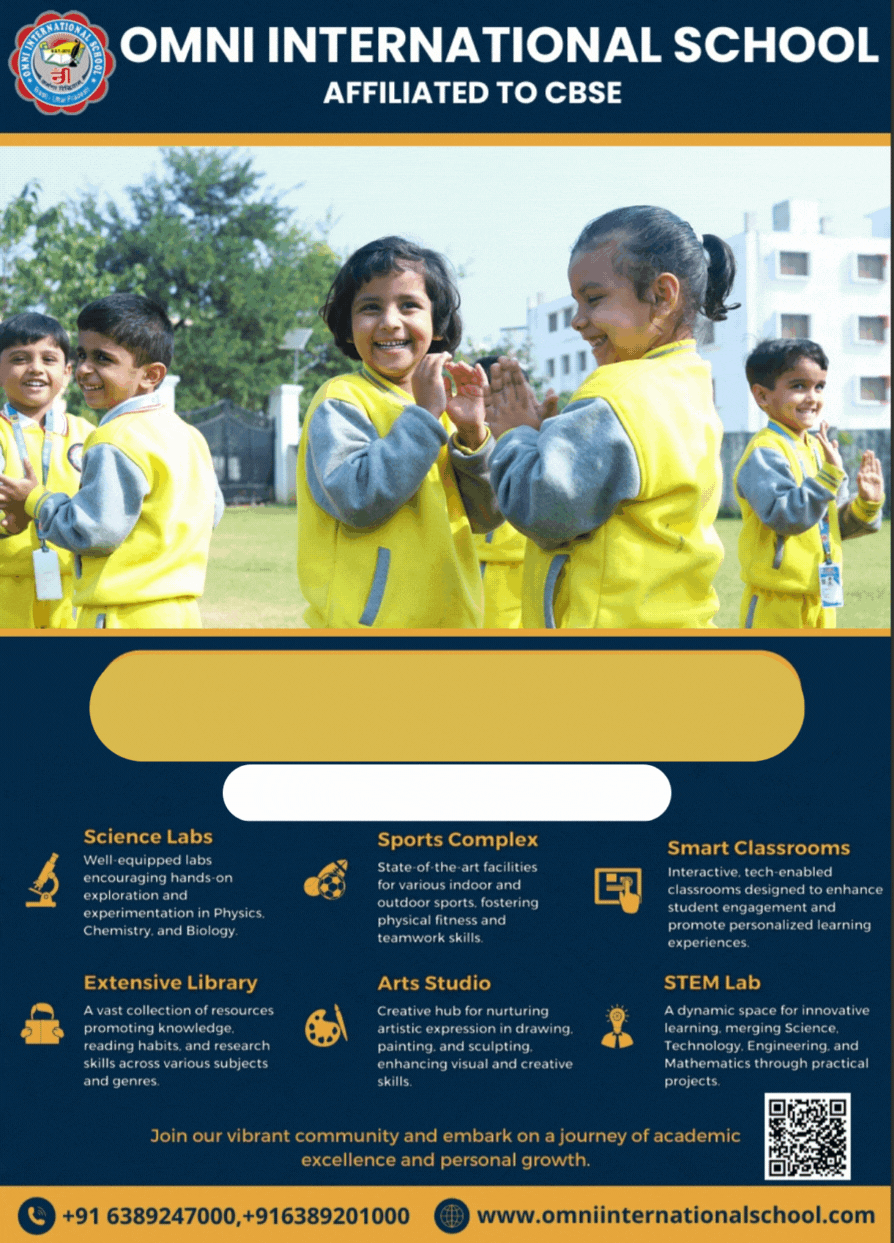 OMNI INTERNATIONAL SCHOOL
AFFILIATED TO CBSE
OMNI INTERNATIONAL SCHOOL
त्री
Science Labs
Well-equipped labs
encouraging hands-on
exploration and
experimentation in Physics,
Chemistry, and Biology.
Sports Complex
State-of-the-art facilities
for various indoor and
outdoor sports, fostering
physical fitness and
teamwork skills.
Smart Classrooms
Interactive, tech-enabled
classrooms designed to enhance
student engagement and
promote personalized learning
experiences.
Extensive Library
A vast collection of resources
promoting knowledge,
reading habits, and research
skills across various subjects
and genres.
Arts Studio
Creative hub for nurturing
artistic expression in drawing,
painting, and sculpting,
enhancing visual and creative
skills.
STEM Lab
A dynamic space for innovative
learning, merging Science,
Technology, Engineering, and
Mathematics through practical
projects.
Join our vibrant community and embark on a journey of academic
excellence and personal growth.
+91 6389247000,+916389201000
www.omniinternationalschool.com